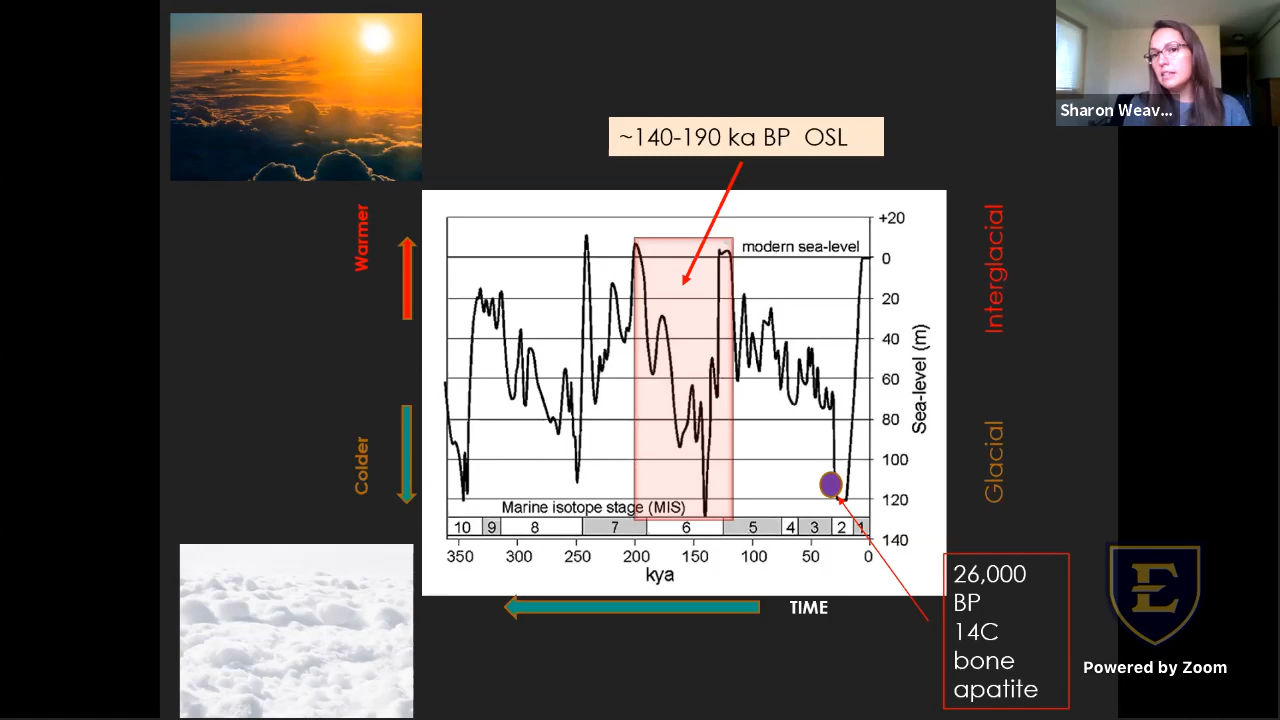 Sharon Weav...
~140-190 ka BP OSL
Warmer
Colder
+20
modern sea-level
0
20
40
60
80
100
120
140
Sea-level (m)
Interglacial
Glacial
Marine isotope stage (MIS)
10 9 8 7 6 5 4 3 2 1
350 300 250 200 150 100 50 0
kya
TIME
26,000
BP
14C
bone
apatite
E
Powered by Zoom